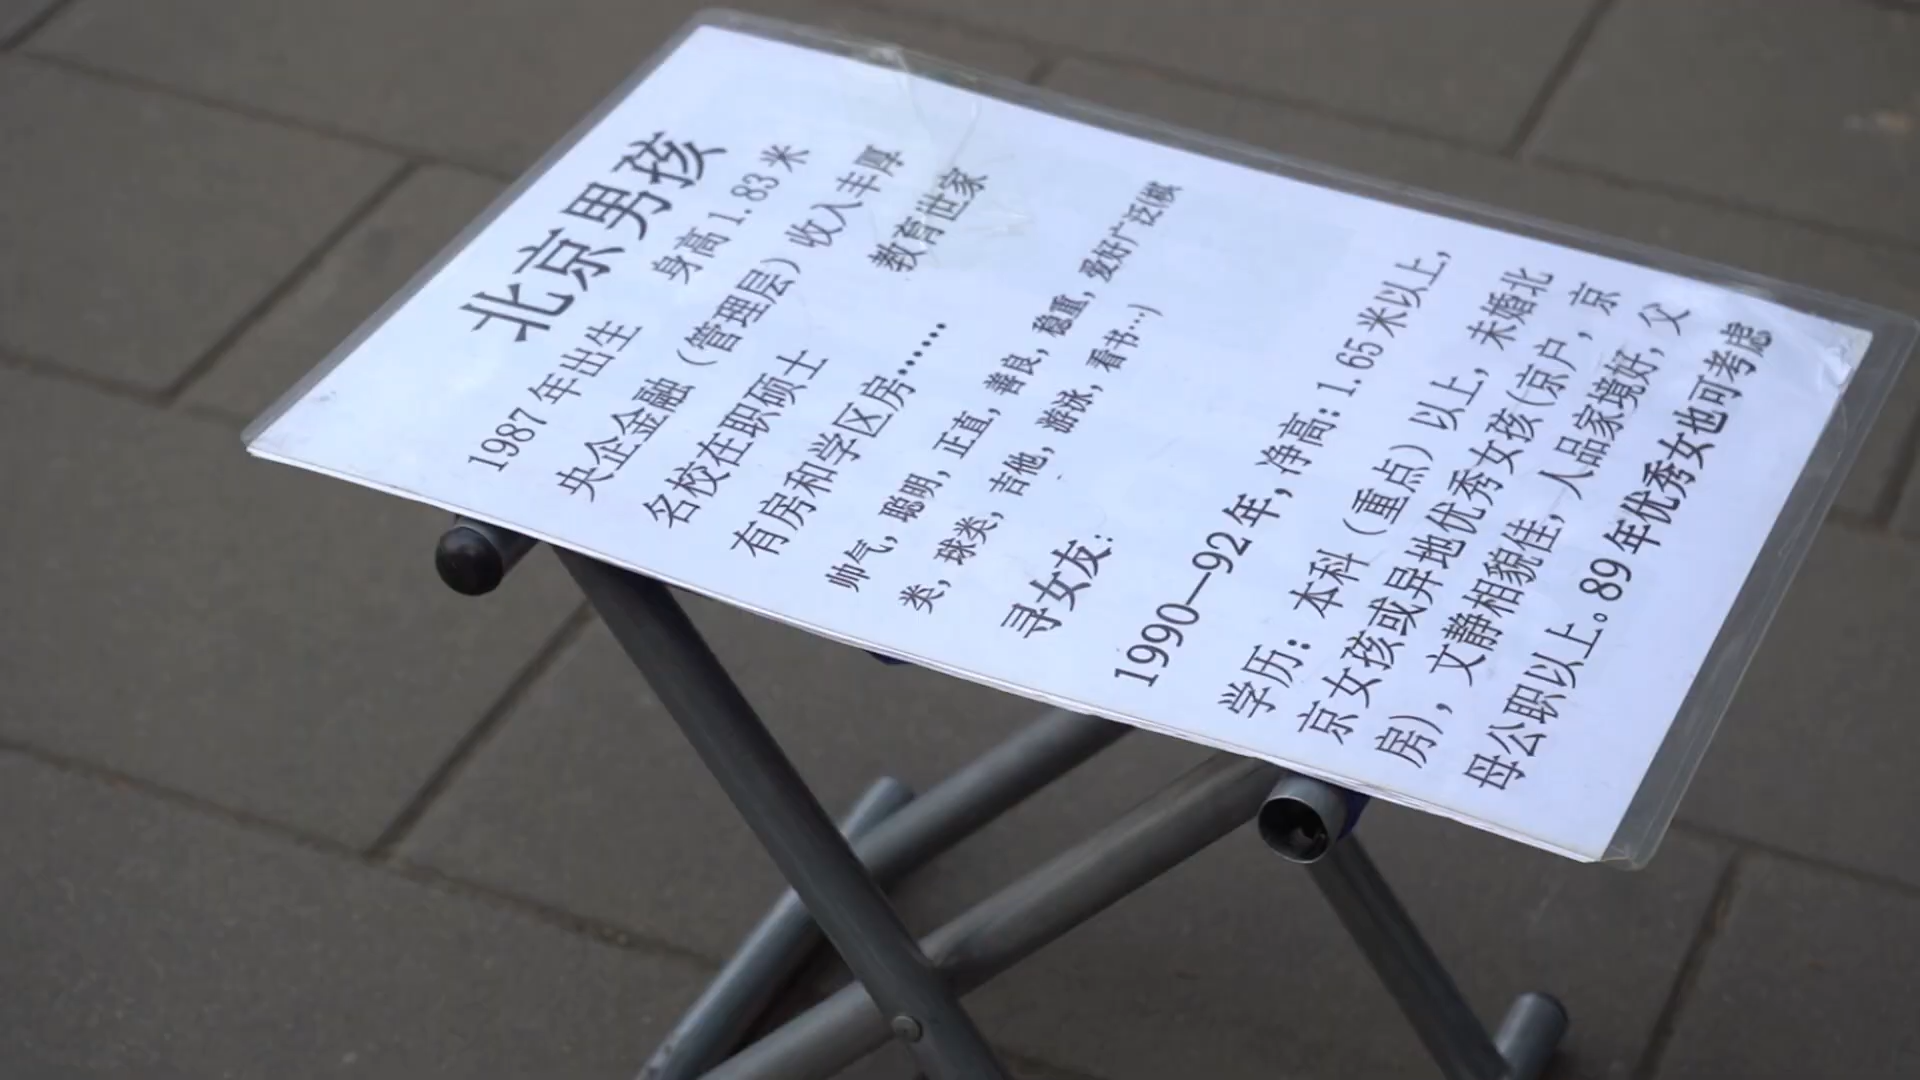 北京男孩
1987年出生 身高1.83米
央企金融（管理层）收入丰厚
名校在职硕士 教育世家
有房和学区房……
帅气，聪明，正直，善良，稳重，爱好广泛(棋
类，球类，吉他，游泳，看书…)
寻女友：
1990—92年，净高：1.65米以上，
学历：本科（重点）以上，未婚北
京女孩或异地优秀女孩(京户，京
房)，文静相貌佳，人品家境好，父
母公职以上。89年优秀女也可考虑